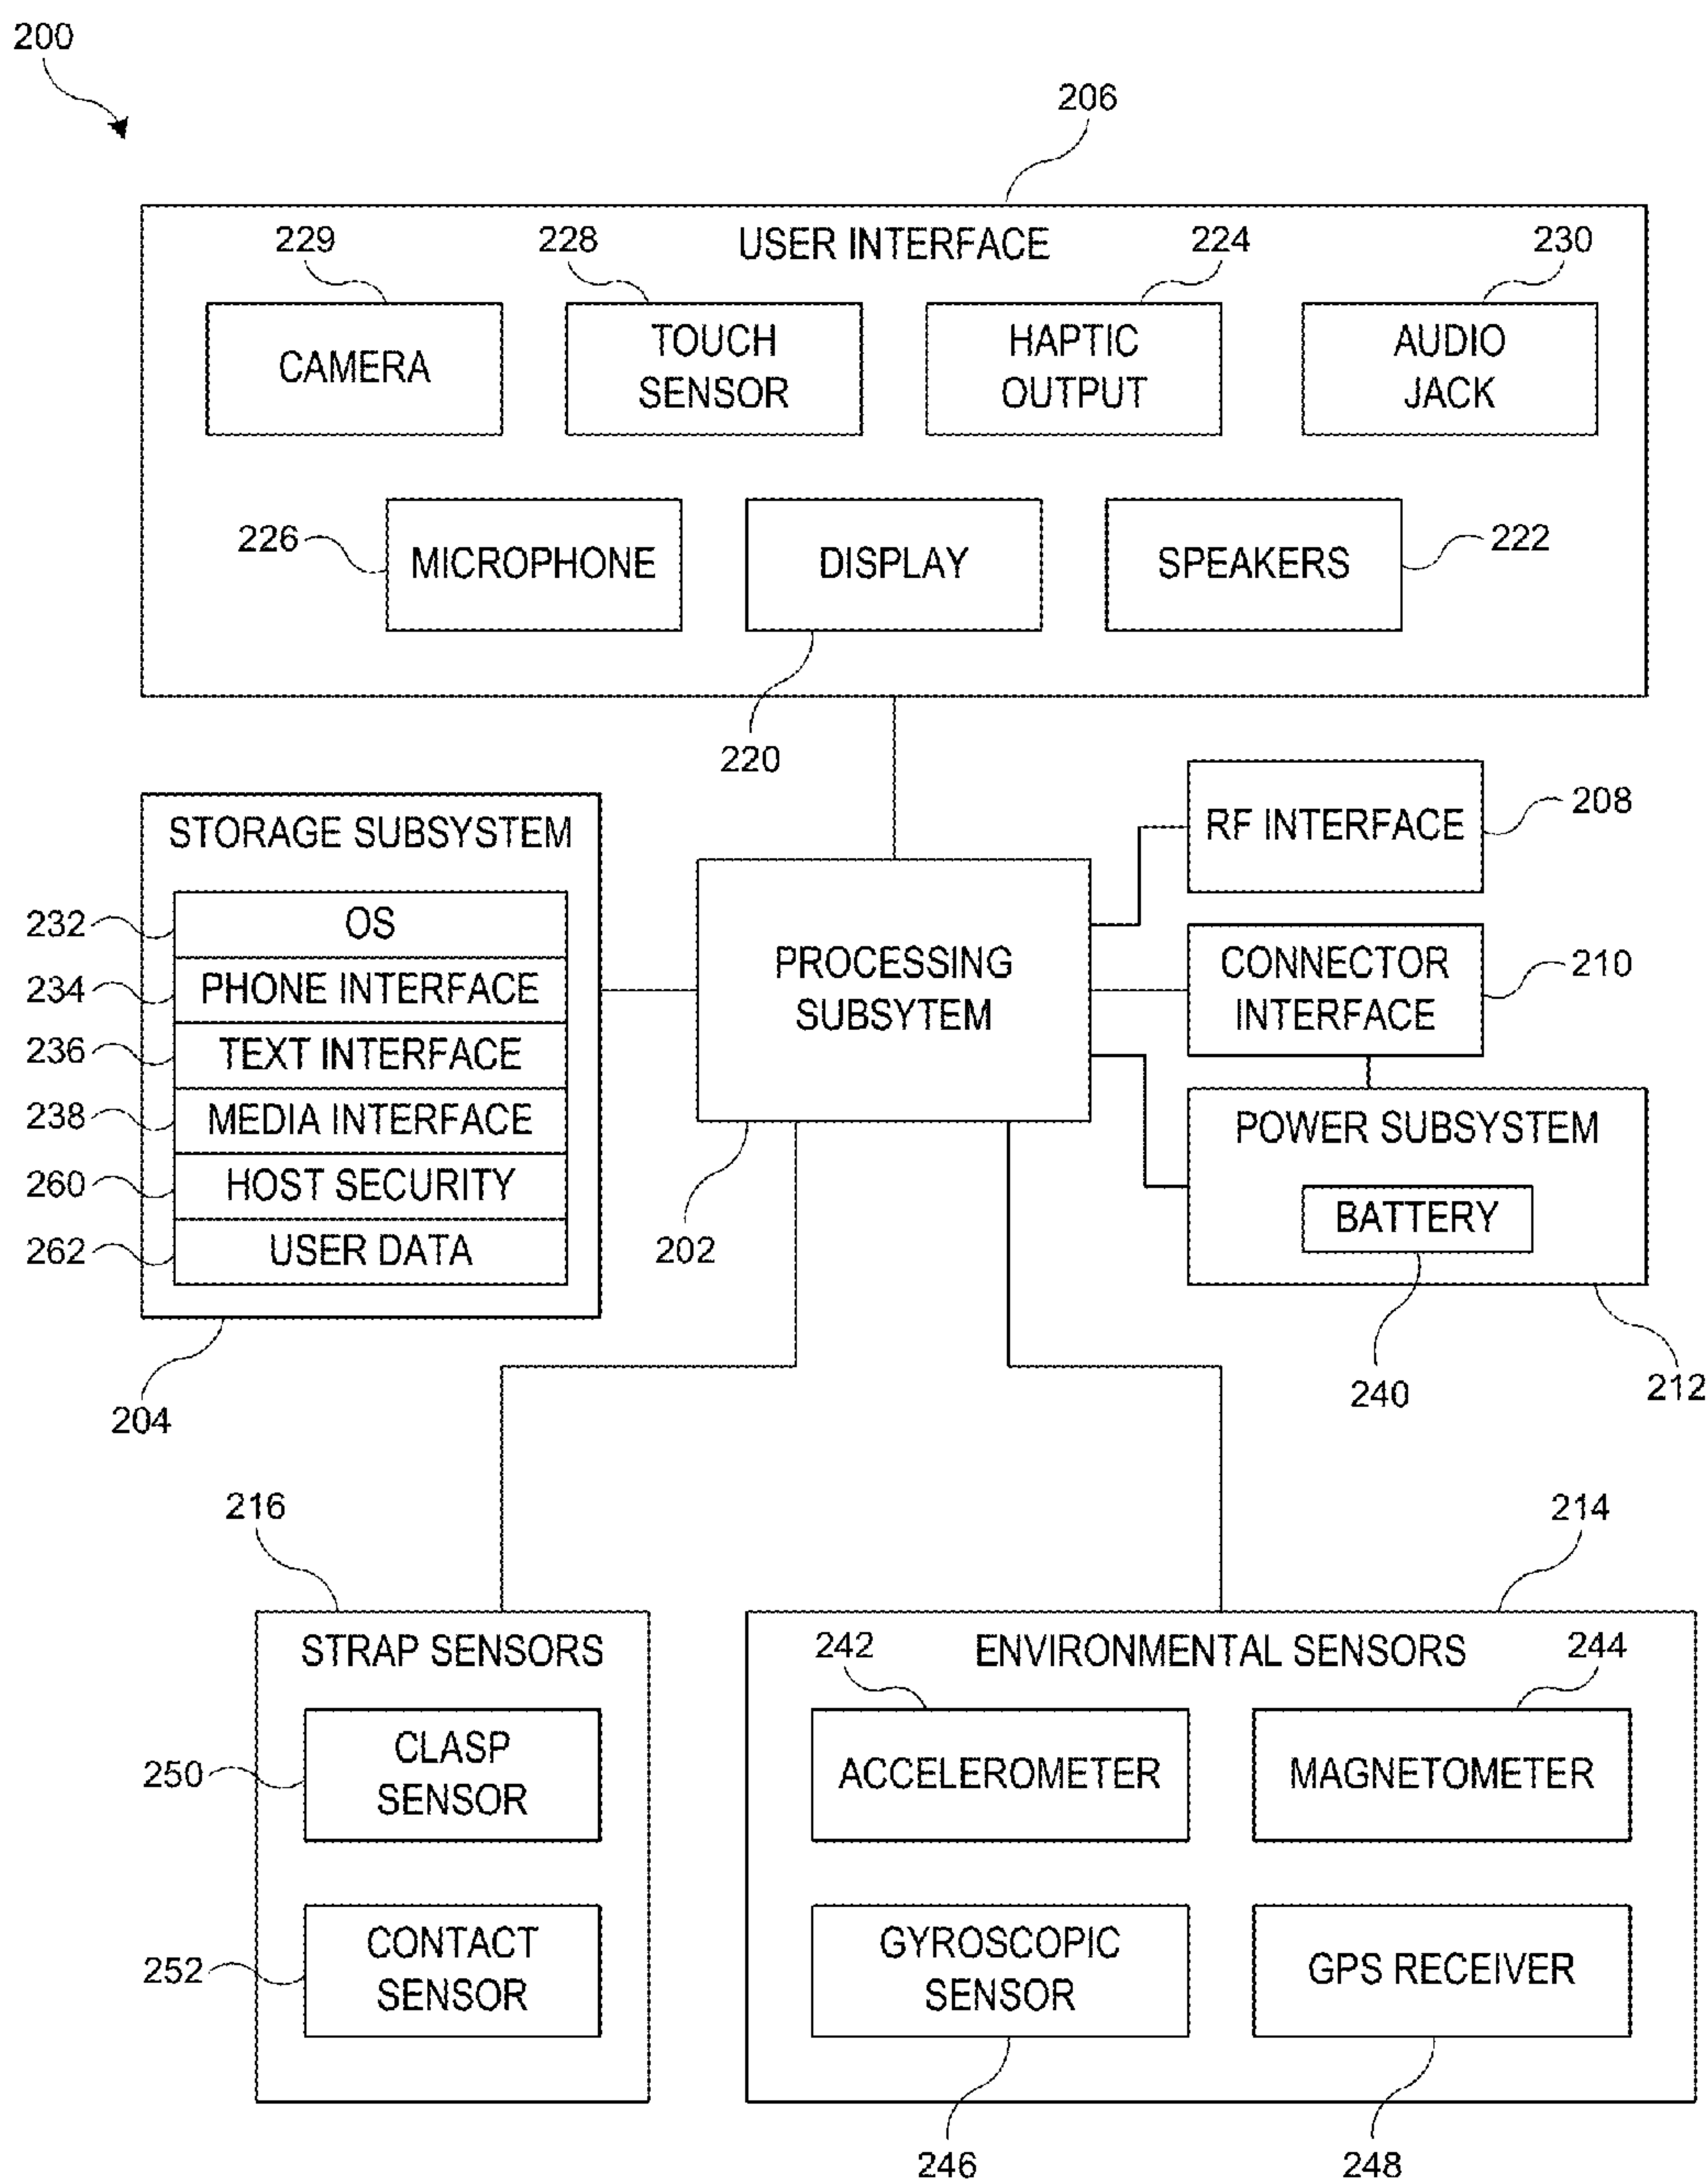 200
206
USER INTERFACE
229
228
224
230
CAMERA
TOUCH
SENSOR
HAPTIC
OUTPUT
AUDIO
JACK
226
MICROPHONE
DISPLAY
SPEAKERS
222
220
STORAGE SUBSYSTEM
232
OS
234
PHONE INTERFACE
236
TEXT INTERFACE
238
MEDIA INTERFACE
260
HOST SECURITY
262
USER DATA
204
PROCESSING
SUBSYTEM
202
RF INTERFACE
208
CONNECTOR
INTERFACE
210
POWER SUBSYSTEM
BATTERY
240
212
216
STRAP SENSORS
250
CLASP
SENSOR
252
CONTACT
SENSOR
214
ENVIRONMENTAL SENSORS
242
244
ACCELEROMETER
MAGNETOMETER
GYROSCOPIC
SENSOR
GPS RECEIVER
246
248